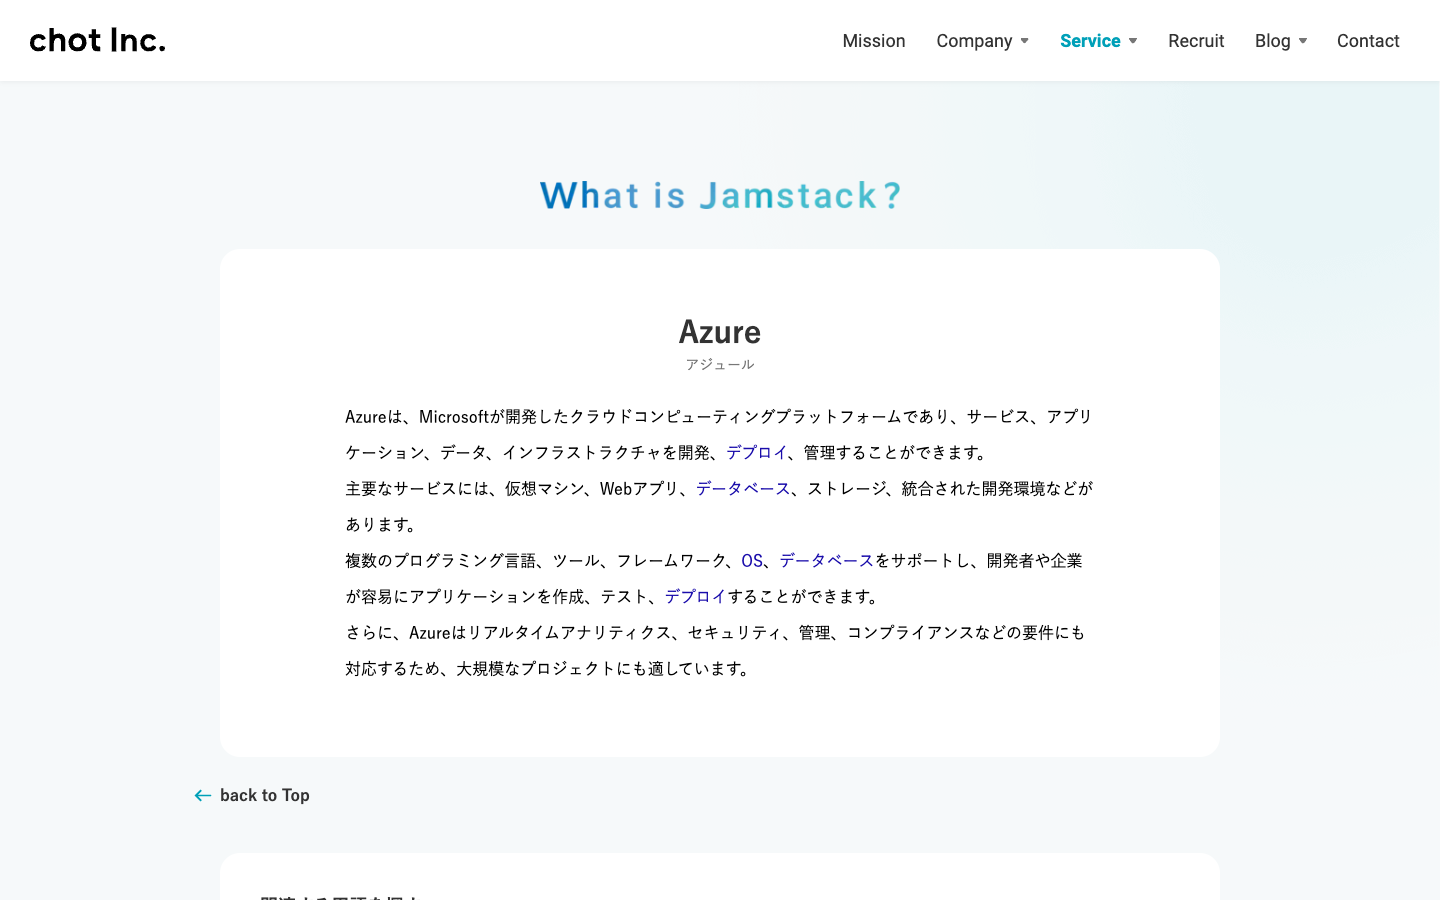 chot Inc.
Mission Company Service Recruit Blog Contact
What is Jamstack?
Azure
アジュール
Azureは、Microsoftが開発したクラウドコンピューティングプラットフォームであり、サービス、アプリ
ケーション、データ、インフラストラクチャを開発、デプロイ、管理することができます。
主要なサービスには、仮想マシン、Webアプリ、データベース、ストレージ、統合された開発環境などが
あります。
複数のプログラミング言語、ツール、フレームワーク、OS、データベースをサポートし、開発者や企業
が容易にアプリケーションを作成、テスト、デプロイすることができます。
さらに、Azureはリアルタイムアナリティクス、セキュリティ、管理、コンプライアンスなどの要件にも
対応するため、大規模なプロジェクトにも適しています。
back to Top